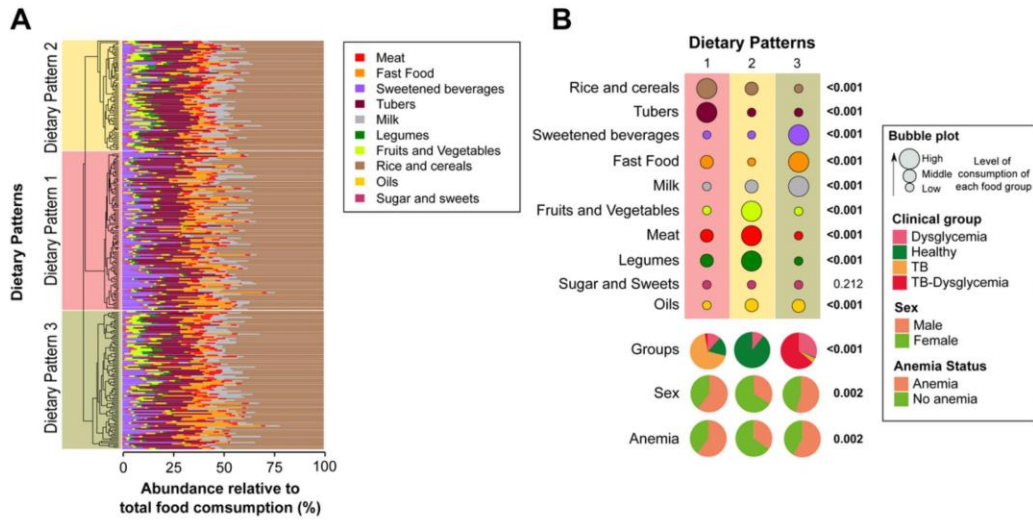 A
Dietary Patterns
Dietary Pattern 2
Dietary Pattern 1
Dietary Pattern 3
0 25 50 75 100
Abundance relative to
total food comsumption (%)
Meat
Fast Food
Sweetened beverages
Tubers
Milk
Legumes
Fruits and Vegetables
Rice and cereals
Oils
Sugar and sweets
B
Dietary Patterns
1 2 3
Rice and cereals <0.001
Tubers <0.001
Sweetened beverages <0.001
Fast Food <0.001
Milk <0.001
Fruits and Vegetables <0.001
Meat <0.001
Legumes <0.001
Sugar and Sweets 0.212
Oils <0.001
Groups <0.001
Sex 0.002
Anemia 0.002
Bubble plot
High
Middle
Low
Level of
consumption of
each food group
Clinical group
Dysglycemia
Healthy
TB
TB-Dysglycemia
Sex
Male
Female
Anemia Status
Anemia
No anemia